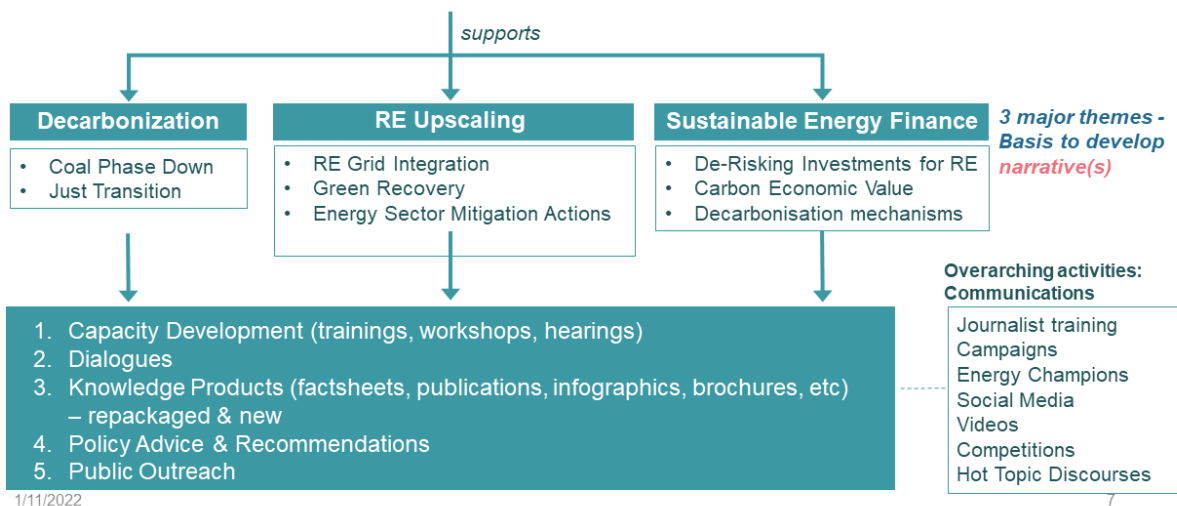 supports
Decarbonization
• Coal Phase Down
• Just Transition
RE Upscaling
• RE Grid Integration
• Green Recovery
• Energy Sector Mitigation Actions
Sustainable Energy Finance
• De-Risking Investments for RE
• Carbon Economic Value
• Decarbonisation mechanisms
3 major themes -
Basis to develop
narrative(s)
1. Capacity Development (trainings, workshops, hearings)
2. Dialogues
3. Knowledge Products (factsheets, publications, infographics, brochures, etc)
– repackaged & new
4. Policy Advice & Recommendations
5. Public Outreach
Overarching activities:
Communications
Journalist training
Campaigns
Energy Champions
Social Media
Videos
Competitions
Hot Topic Discourses
1/11/2022
7